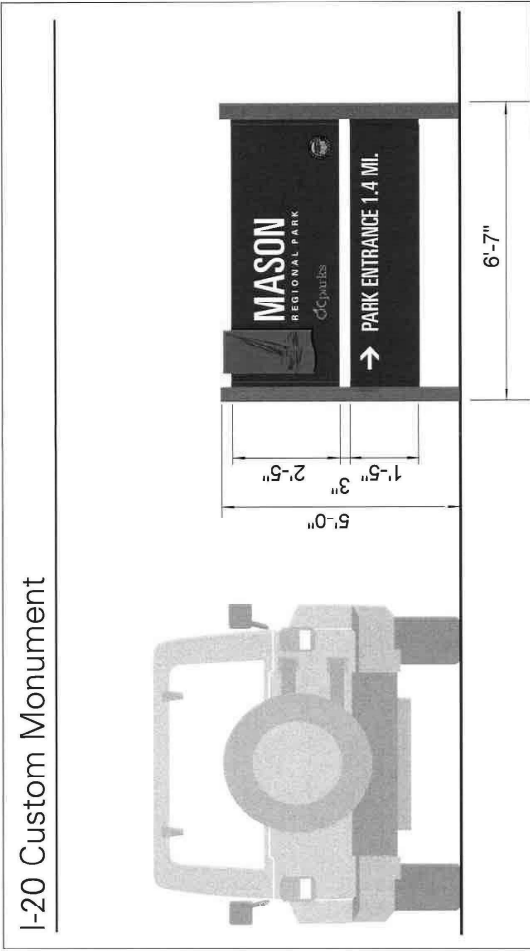 I-20 Custom Monument
MASON
REGIONAL PARK
OCparks
→ PARK ENTRANCE 1.4 MI.
5'-0"
2'-5"
3"
1'-5"
6'-7"